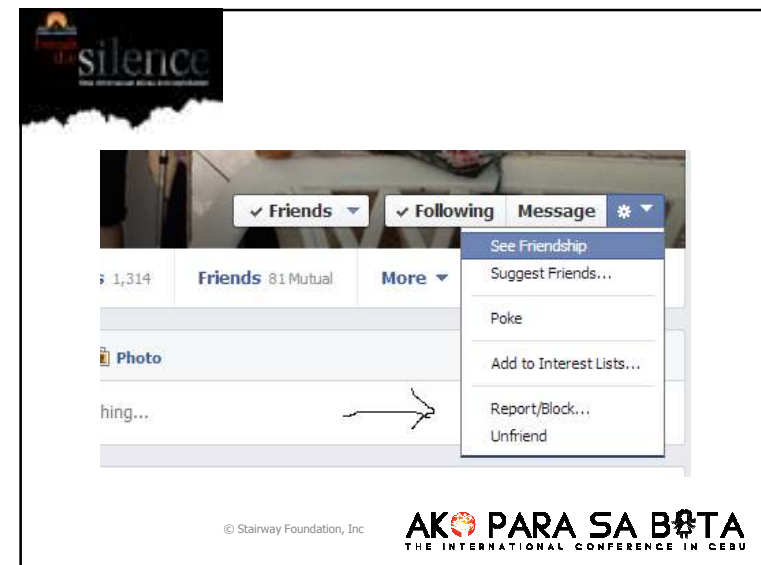 silence
Friends
Following
Message
See Friendship
s 1,314
Friends 81 Mutual
More
Suggest Friends...
Poke
Photo
Add to Interest Lists...
hing...
Report/Block...
Unfriend
© Stairway Foundation, Inc
AKO PARA SA BATA
THE INTERNATIONAL CONFERENCE IN CEBU